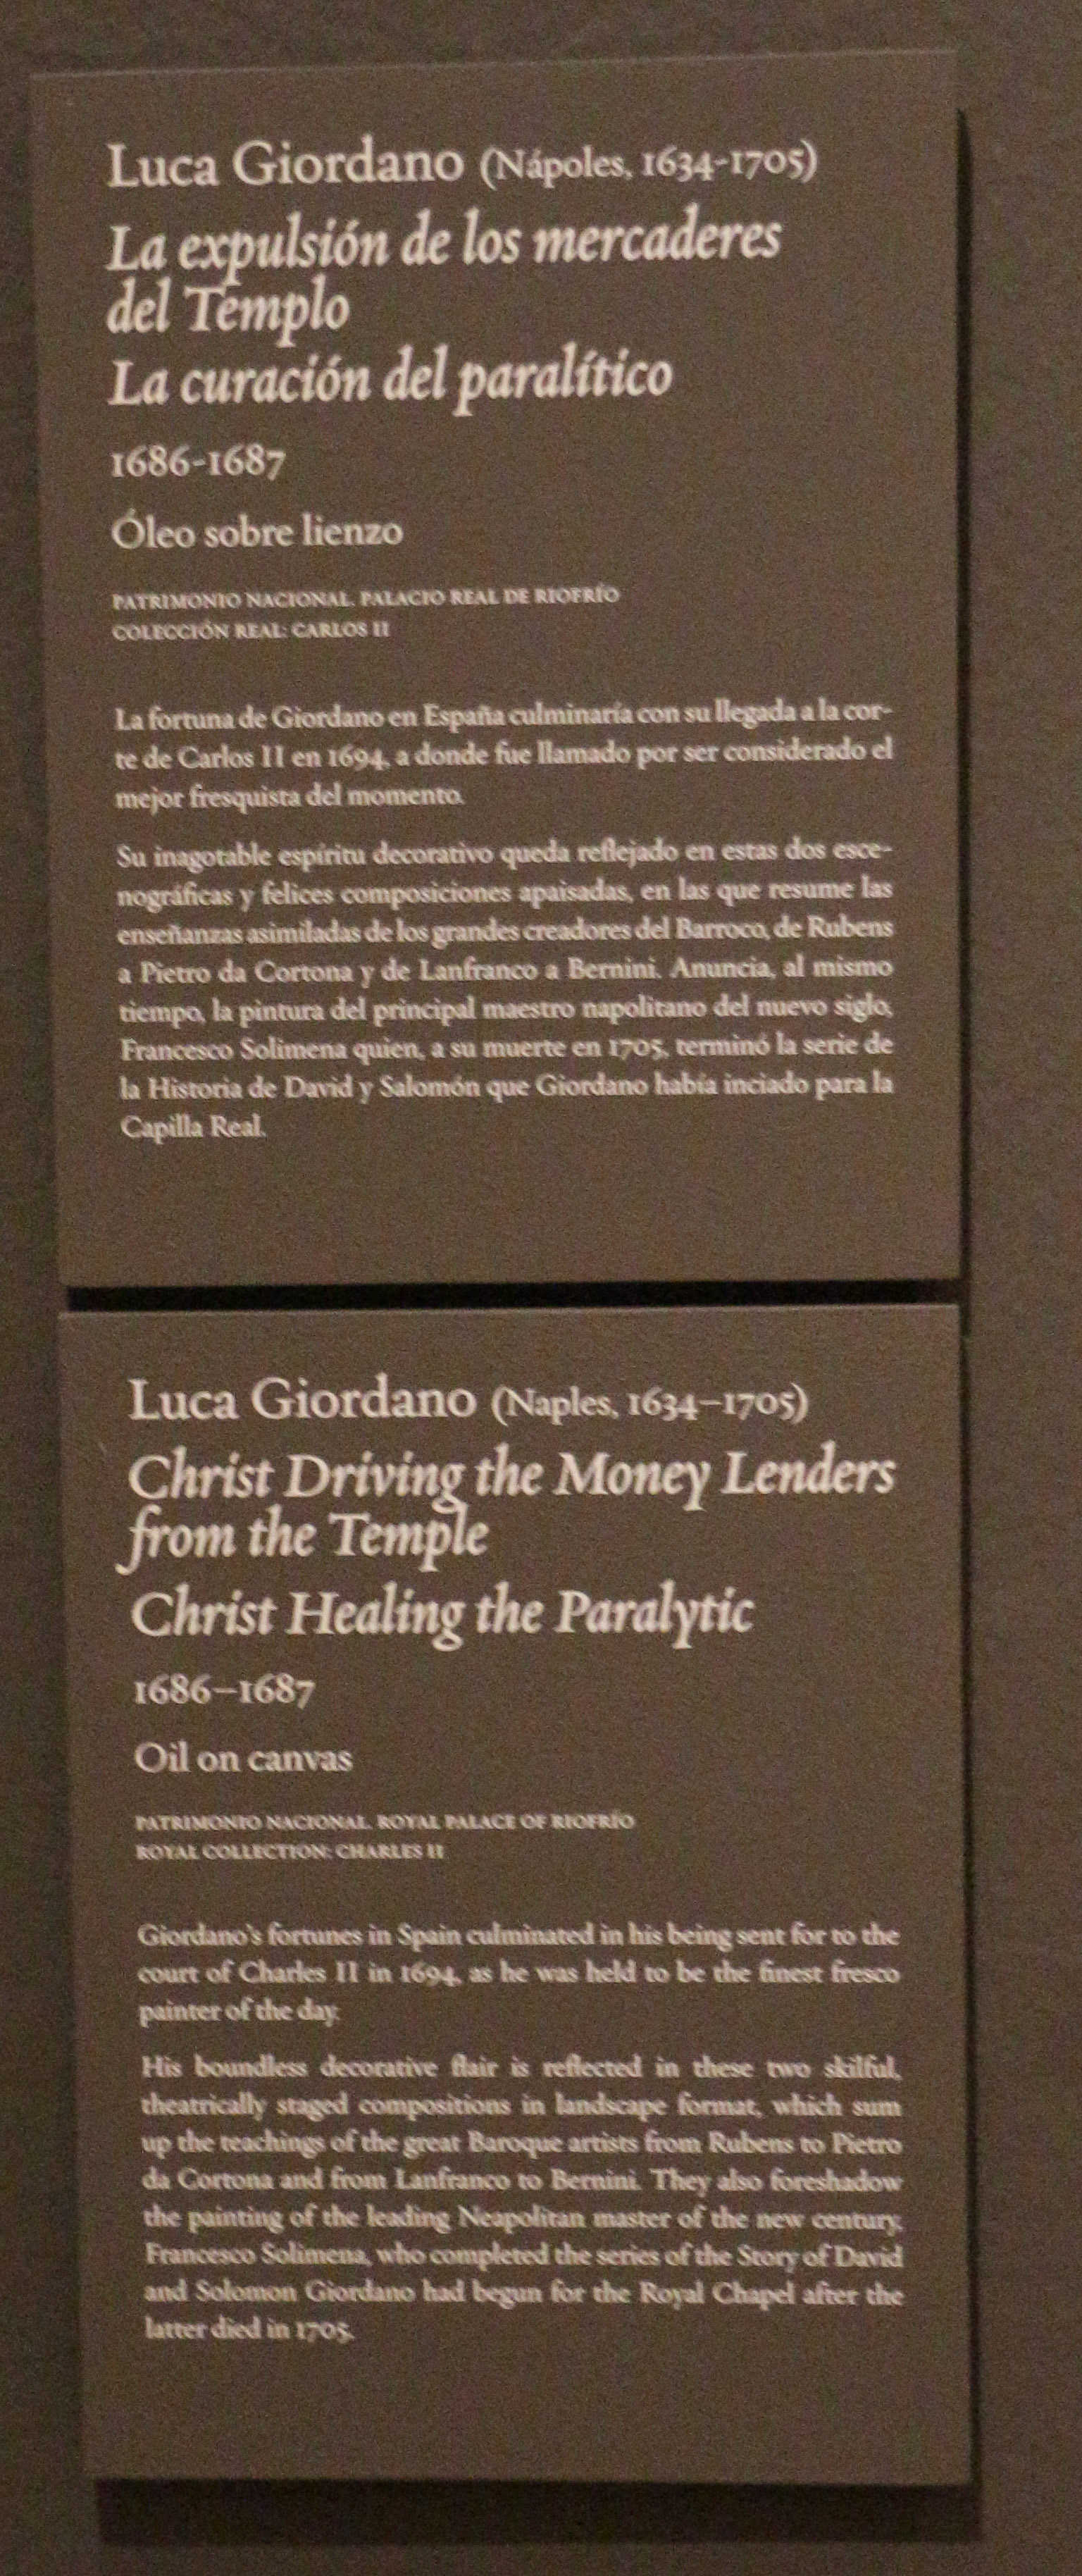 Luca Giordano (Nápoles, 1634-1705)
La expulsión de los mercaderes
del Templo
La curación del paralítico
1686-1687
Óleo sobre lienzo
PATRIMONIO NACIONAL. PALACIO REAL DE RIOFRÍO
COLECCIÓN REAL: CARLOS II
La fortuna de Giordano en España culminaría con su llegada a la cor-
te de Carlos II en 1694, a donde fue llamado por ser considerado el
mejor fresquista del momento.
Su inagotable espíritu decorativo queda reflejado en estas dos esce-
nográficas y felices composiciones apaisadas, en las que resume las
enseñanzas asimiladas de los grandes creadores del Barroco, de Rubens
a Pietro da Cortona y de Lanfranco a Bernini. Anuncia, al mismo
tiempo, la pintura del principal maestro napolitano del nuevo siglo,
Francesco Solimena quien, a su muerte en 1705, terminó la serie de
la Historia de David y Salomón que Giordano había inciado para la
Capilla Real.
Luca Giordano (Naples, 1634–1705)
Christ Driving the Money Lenders
from the Temple
Christ Healing the Paralytic
1686–1687
Oil on canvas
PATRIMONIO NACIONAL. ROYAL PALACE OF RIOFRÍO
ROYAL COLLECTION: CHARLES II
Giordano's fortunes in Spain culminated in his being sent for to the
court of Charles II in 1694, as he was held to be the finest fresco
painter of the day.
His boundless decorative flair is reflected in these two skilful,
theatrically staged compositions in landscape format, which sum
up the teachings of the great Baroque artists from Rubens to Pietro
da Cortona and from Lanfranco to Bernini. They also foreshadow
the painting of the leading Neapolitan master of the new century,
Francesco Solimena, who completed the series of the Story of David
and Solomon Giordano had begun for the Royal Chapel after the
latter died in 1705.